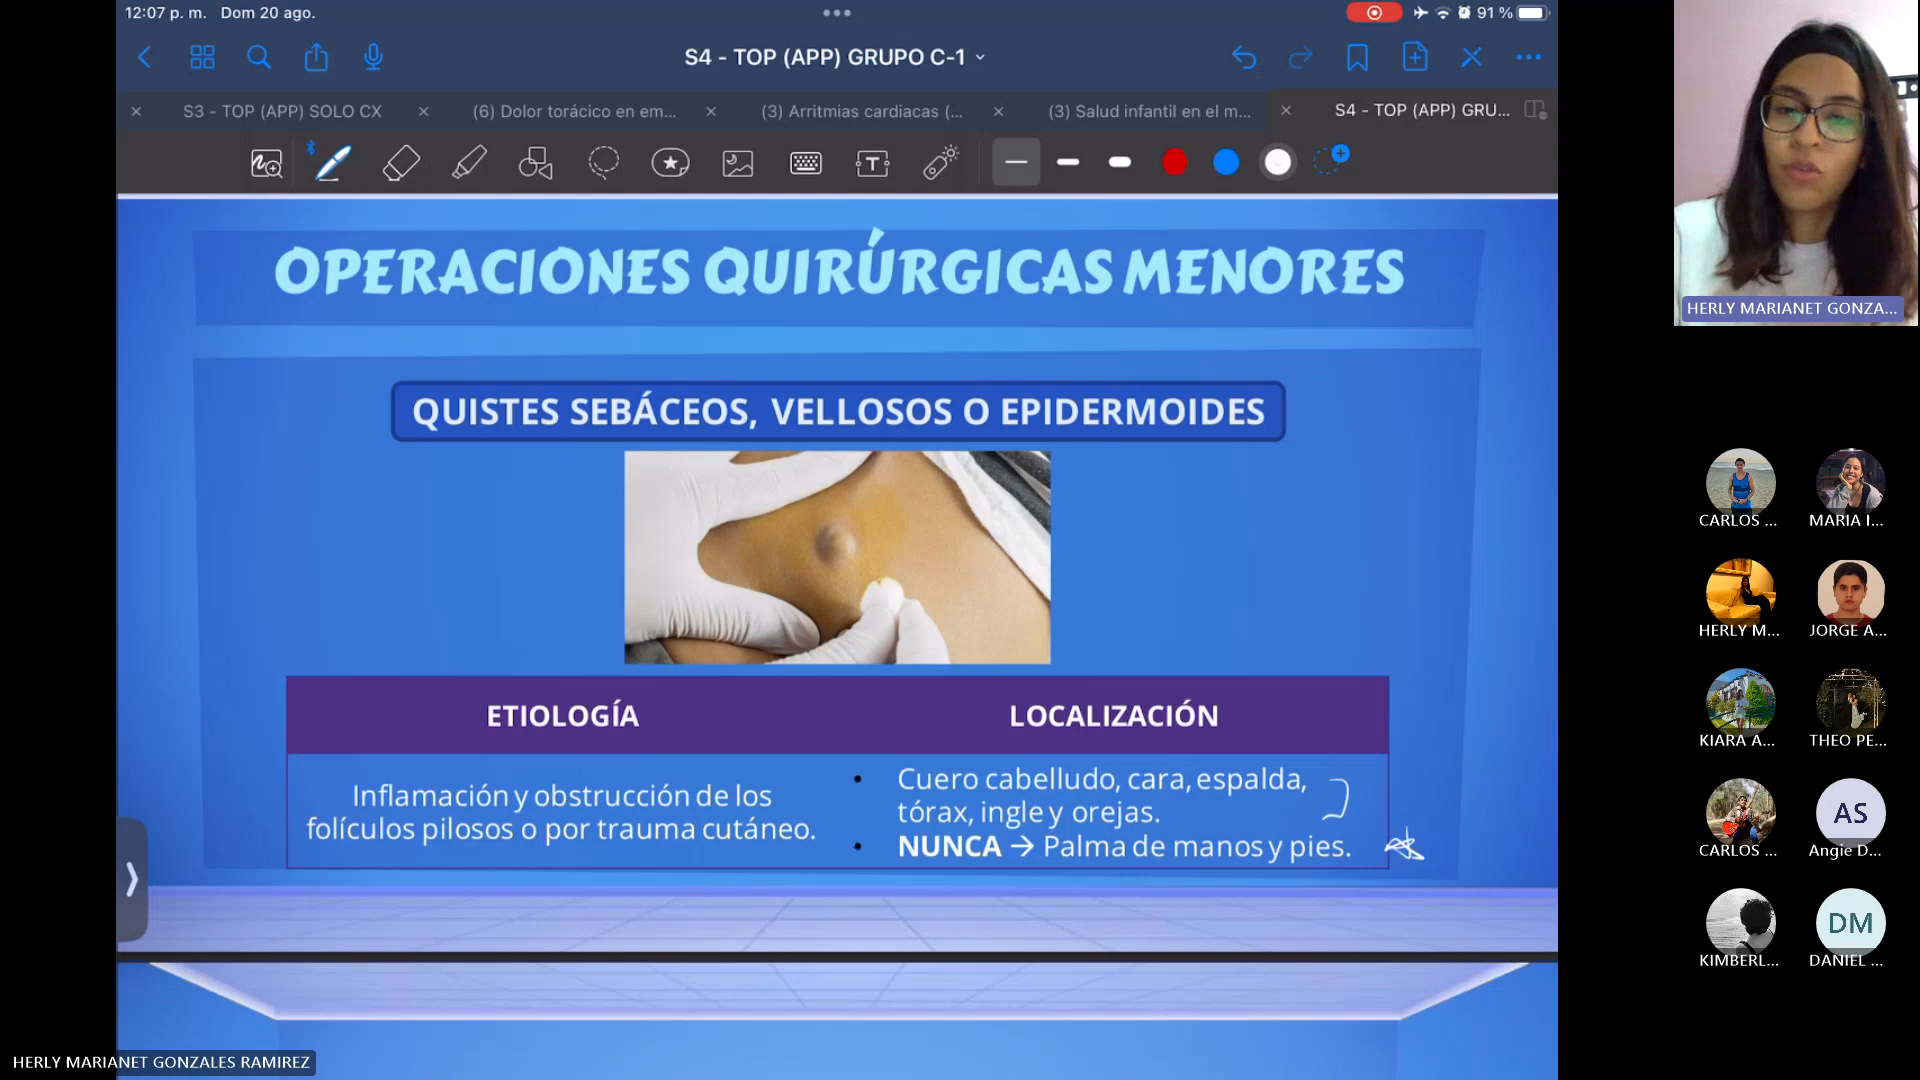 12:07 p. m. Dom 20 ago.
91 %
S4 - TOP (APP) GRUPO C-1
S3 - TOP (APP) SOLO CX
(6) Dolor torácico en em...
(3) Arritmias cardiacas (...
(3) Salud infantil en el m...
S4 - TOP (APP) GRU...
OPERACIONES QUIRÚRGICAS MENORES
QUISTES SEBÁCEOS, VELLOSOS O EPIDERMOIDES
ETIOLOGÍA
LOCALIZACIÓN
Inflamación y obstrucción de los
folículos pilosos o por trauma cutáneo.
• Cuero cabelludo, cara, espalda,
tórax, ingle y orejas.
• NUNCA → Palma de manos y pies.
HERLY MARIANET GONZA...
CARLOS ...
MARIA I...
HERLY M...
JORGE A...
KIARA A...
THEO PE...
CARLOS ...
AS
Angie D...
KIMBERL...
DM
DANIEL ...
HERLY MARIANET GONZALES RAMIREZ